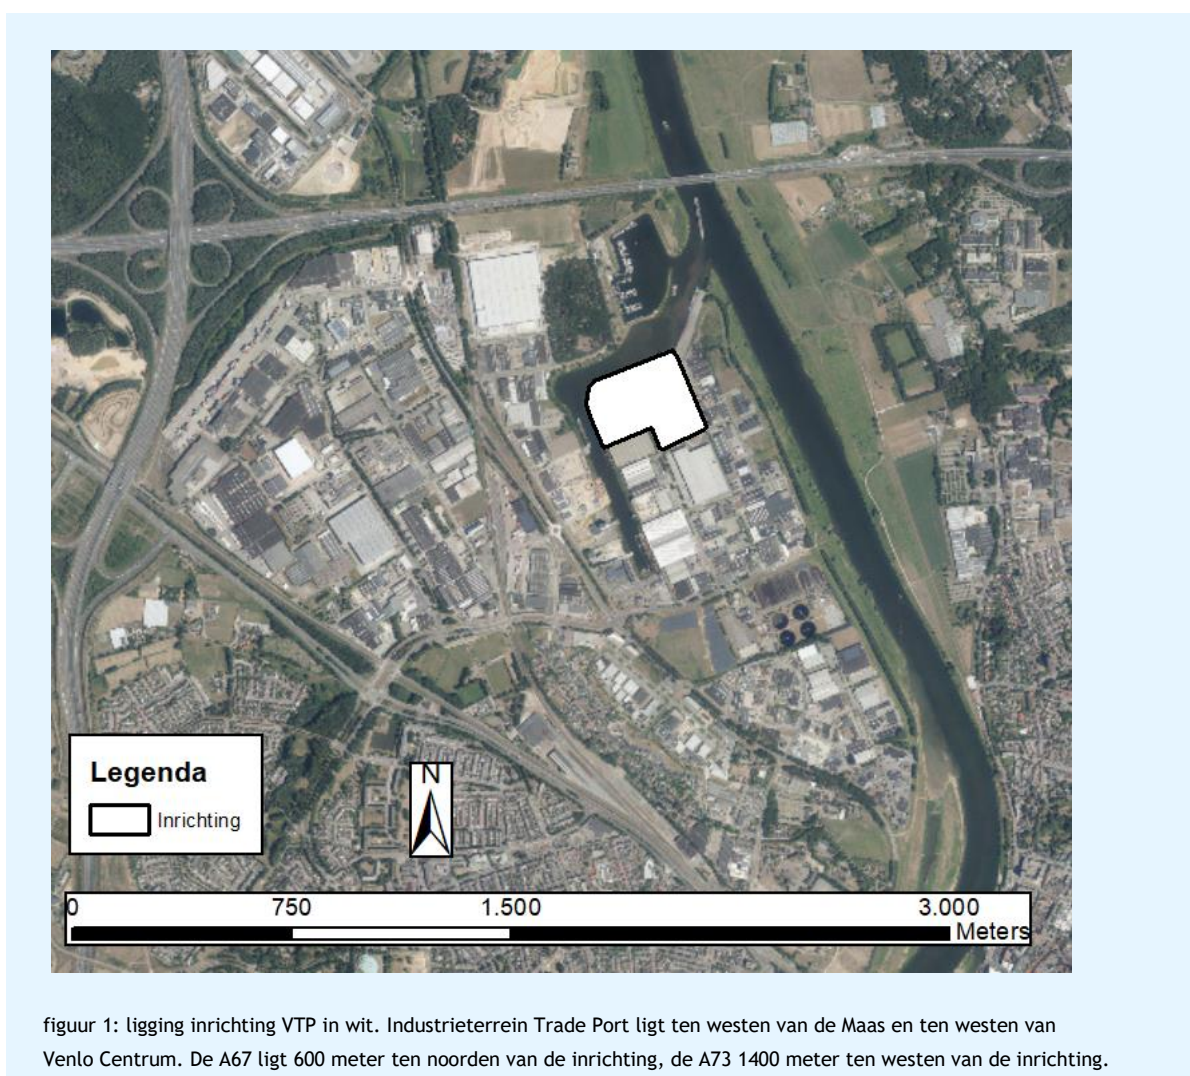 Legenda
Inrichting
N
0 750 1.500 3.000
Meters
figuur 1: ligging inrichting VTP in wit. Industrieterrein Trade Port ligt ten westen van de Maas en ten westen van
Venlo Centrum. De A67 ligt 600 meter ten noorden van de inrichting, de A73 1400 meter ten westen van de inrichting.